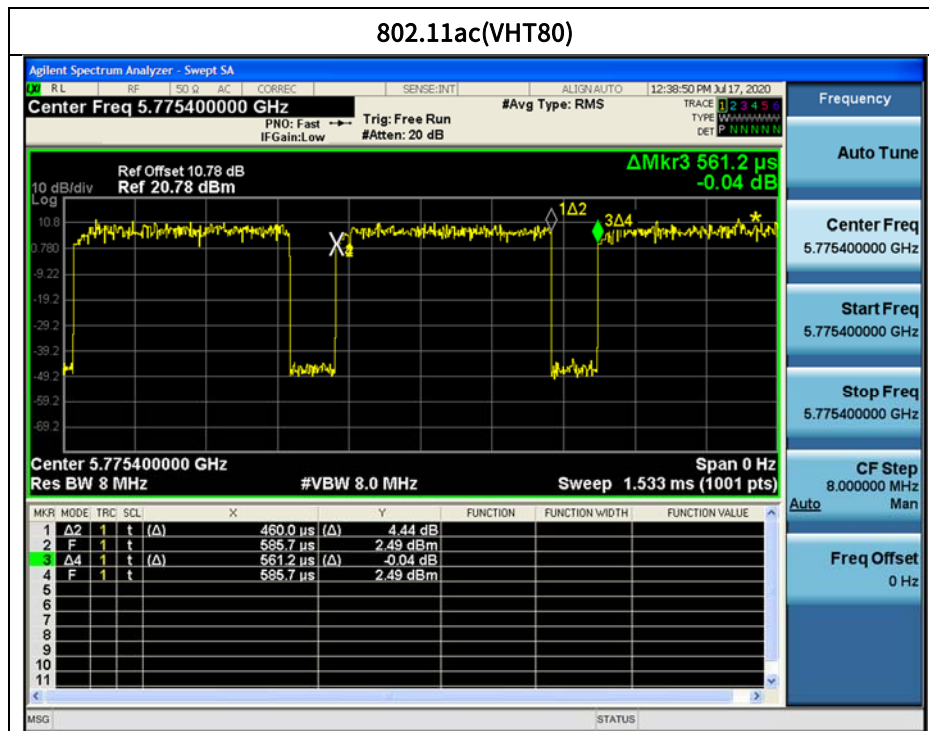 802.11ac(VHT80)
Agilent Spectrum Analyzer - Swept SA
RL RF 50 Ω AC CORREC SENSE:INT ALIGN AUTO 12:38:50 PM Jul 17, 2020
Center Freq 5.775400000 GHz #Avg Type: RMS TRACE 1 2 3 4 5 6
PNO: Fast Trig: Free Run TYPE
IFGain:Low #Atten: 20 dB DET P N N N N N
Frequency
Auto Tune
Center Freq
5.775400000 GHz
Start Freq
5.775400000 GHz
Stop Freq
5.775400000 GHz
CF Step
8.000000 MHz
Auto Man
Freq Offset
0 Hz
ΔMkr3 561.2 µs
-0.04 dB
Ref Offset 10.78 dB
10 dB/div Ref 20.78 dBm
Log
1Δ2
3Δ4
10.8
0.780
-9.22
-19.2
-29.2
-39.2
-49.2
-59.2
-69.2
Center 5.775400000 GHz Span 0 Hz
Res BW 8 MHz #VBW 8.0 MHz Sweep 1.533 ms (1001 pts)
MKR MODE TRC SCL X Y FUNCTION FUNCTION WIDTH FUNCTION VALUE
1 Δ2 1 t (Δ) 460.0 µs (Δ) 4.44 dB
2 F 1 t 585.7 µs 2.49 dBm
3 Δ4 1 t (Δ) 561.2 µs (Δ) -0.04 dB
4 F 1 t 585.7 µs 2.49 dBm
5
6
7
8
9
10
11
MSG STATUS